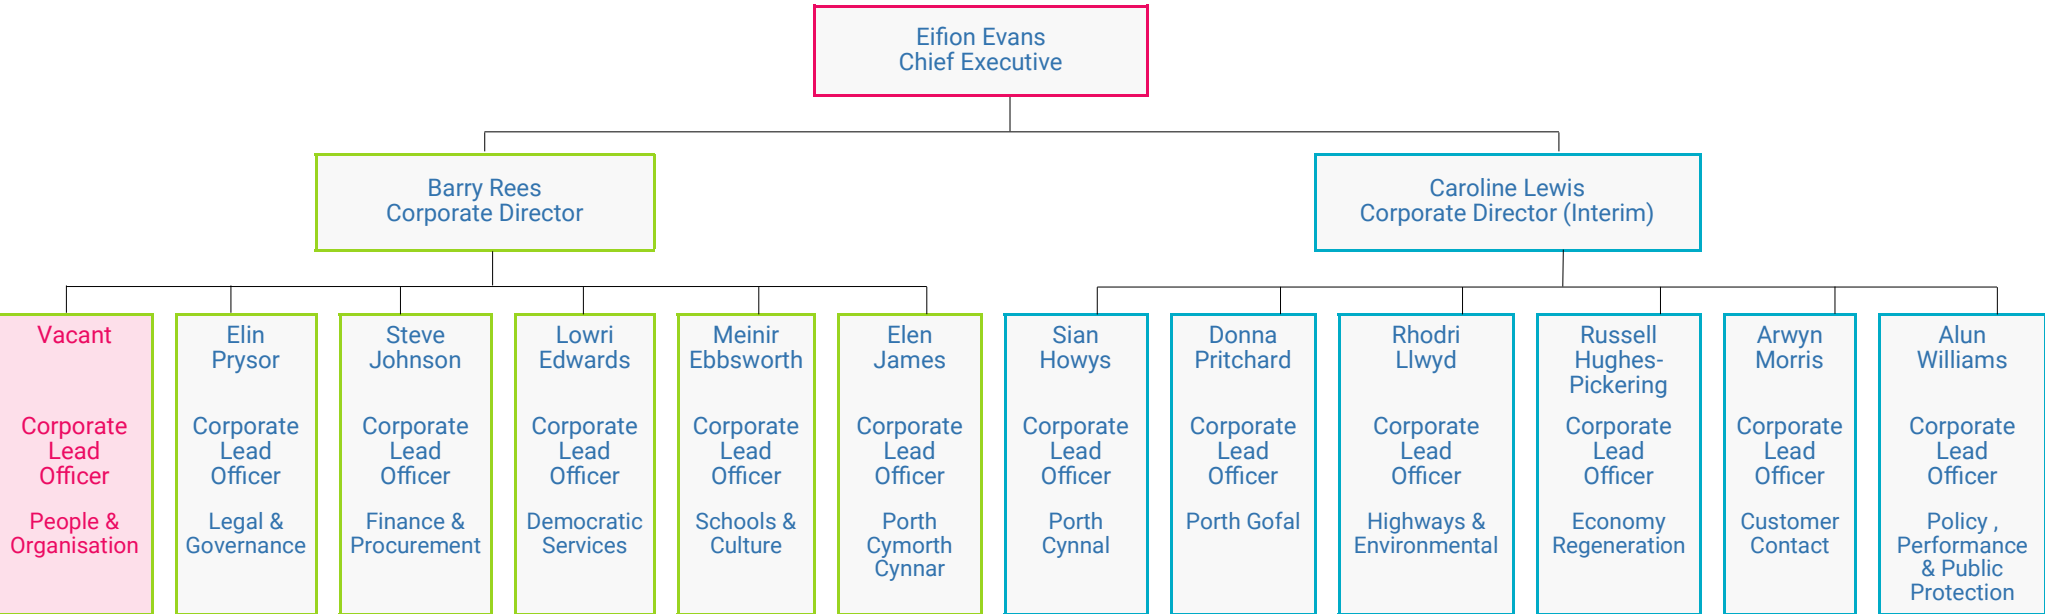 Eifion Evans
Chief Executive
Barry Rees
Corporate Director
Caroline Lewis
Corporate Director (Interim)
Vacant
Corporate
Lead
Officer
People &
Organisation
Elin
Prysor
Corporate
Lead
Officer
Legal &
Governance
Steve
Johnson
Corporate
Lead
Officer
Finance &
Procurement
Lowri
Edwards
Corporate
Lead
Officer
Democratic
Services
Meinir
Ebbsworth
Corporate
Lead
Officer
Schools &
Culture
Elen
James
Corporate
Lead
Officer
Porth
Cymorth
Cynnar
Sian
Howys
Corporate
Lead
Officer
Porth
Cynnal
Donna
Pritchard
Corporate
Lead
Officer
Porth Gofal
Rhodri
Llwyd
Corporate
Lead
Officer
Highways &
Environmental
Russell
Hughes-
Pickering
Corporate
Lead
Officer
Economy
Regeneration
Arwyn
Morris
Corporate
Lead
Officer
Customer
Contact
Alun
Williams
Corporate
Lead
Officer
Policy ,
Performance
& Public
Protection